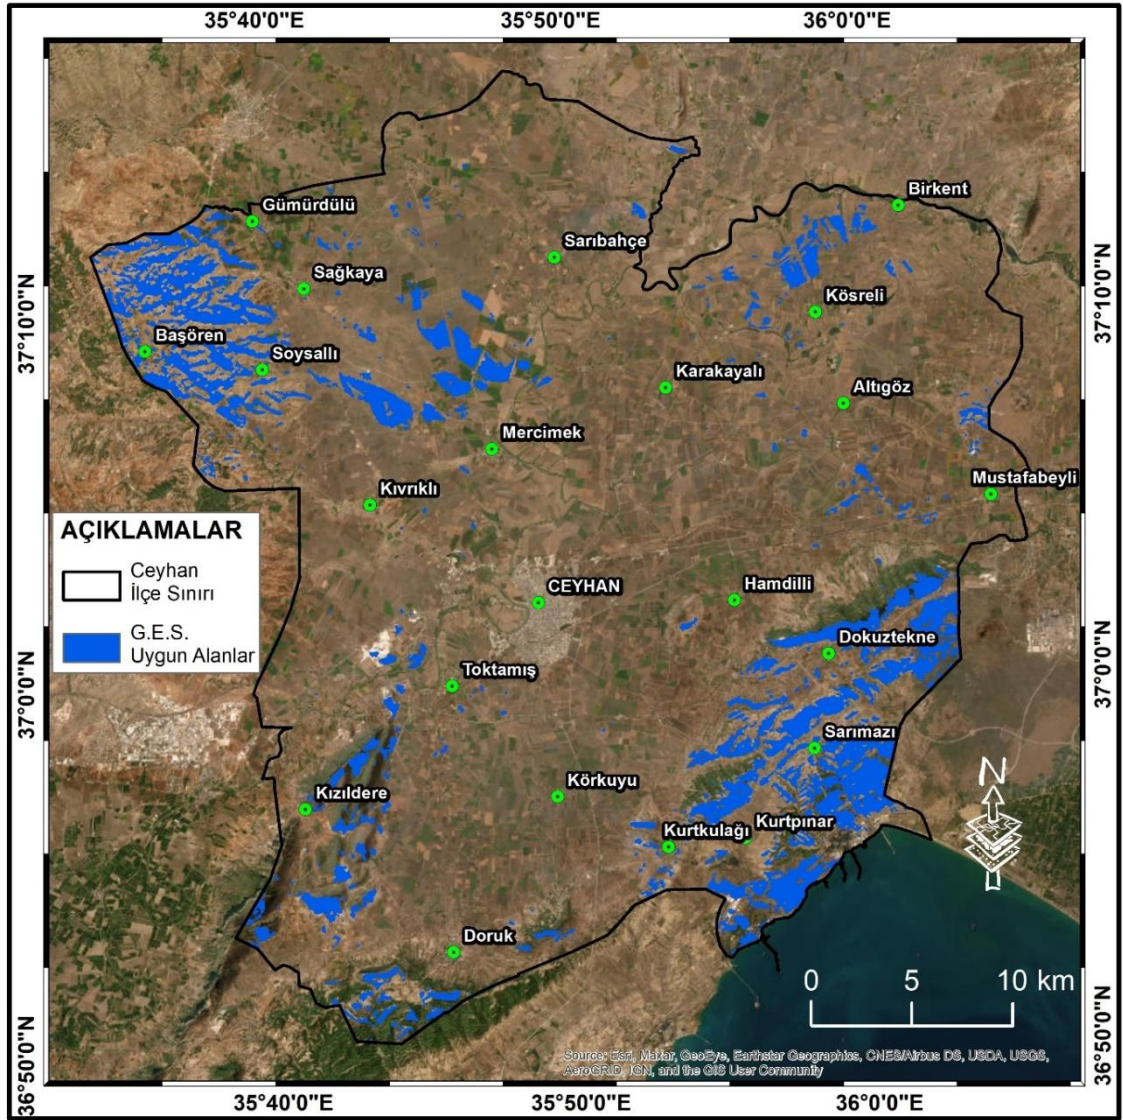 35°40'0"E
35°50'0"E
36°0'0"E
37°10'0"N
37°10'0"N
Birkent
Gümürdülü
Sarıbahçe
Sağkaya
Kösreli
Başören
Soysallı
Karakayalı
Altıgöz
Mercimek
Mustafabeyli
Kıvrıklı
AÇIKLAMALAR
Ceyhan
İlçe Sınırı
G.E.S.
Uygun Alanlar
CEYHAN
Hamdilli
Dokuztekne
Toktamış
37°0'0"N
37°0'0"N
Sarımazı
N
Körkuyu
Kızıldere
Kurtpınar
Kurtkulağı
Doruk
0 5 10 km
36°50'0"N
36°50'0"N
Source: Esri, Maxar, GeoEye, Earthstar Geographics, CNES/Airbus DS, USDA, USGS,
AeroGRID, IGN, and the GIS User Community
35°40'0"E
35°50'0"E
36°0'0"E